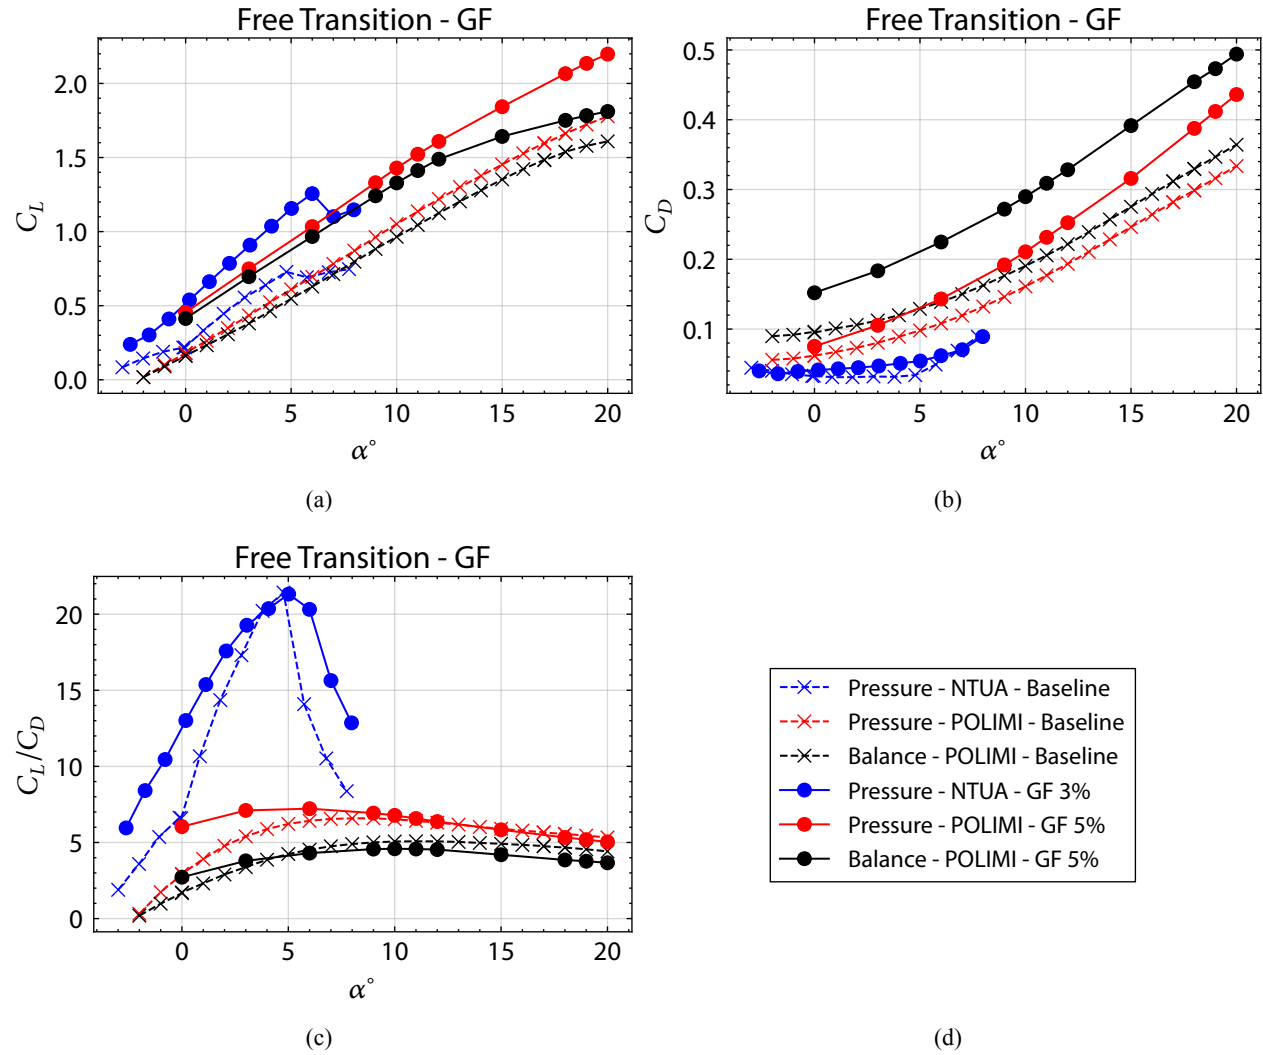 Free Transition - GF
2.0
1.5
1.0
0.5
0.0
C_L
0 5 10 15 20
α°
(a)
Free Transition - GF
0.5
0.4
0.3
0.2
0.1
C_D
0 5 10 15 20
α°
(b)
Free Transition - GF
20
15
10
5
0
C_L/C_D
0 5 10 15 20
α°
(c)
Pressure - NTUA - Baseline
Pressure - POLIMI - Baseline
Balance - POLIMI - Baseline
Pressure - NTUA - GF 3%
Pressure - POLIMI - GF 5%
Balance - POLIMI - GF 5%
(d)